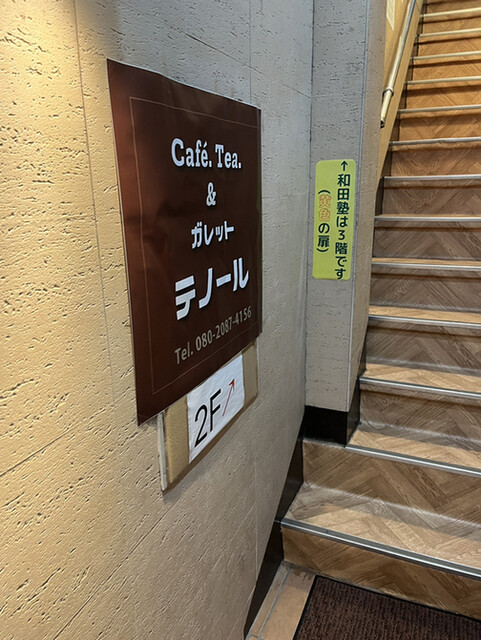 Café. Tea.
&
ガレット
テノール
Tel. 080-2087-4156
2F↗
↑和田塾は3階です
(黄色の扉)